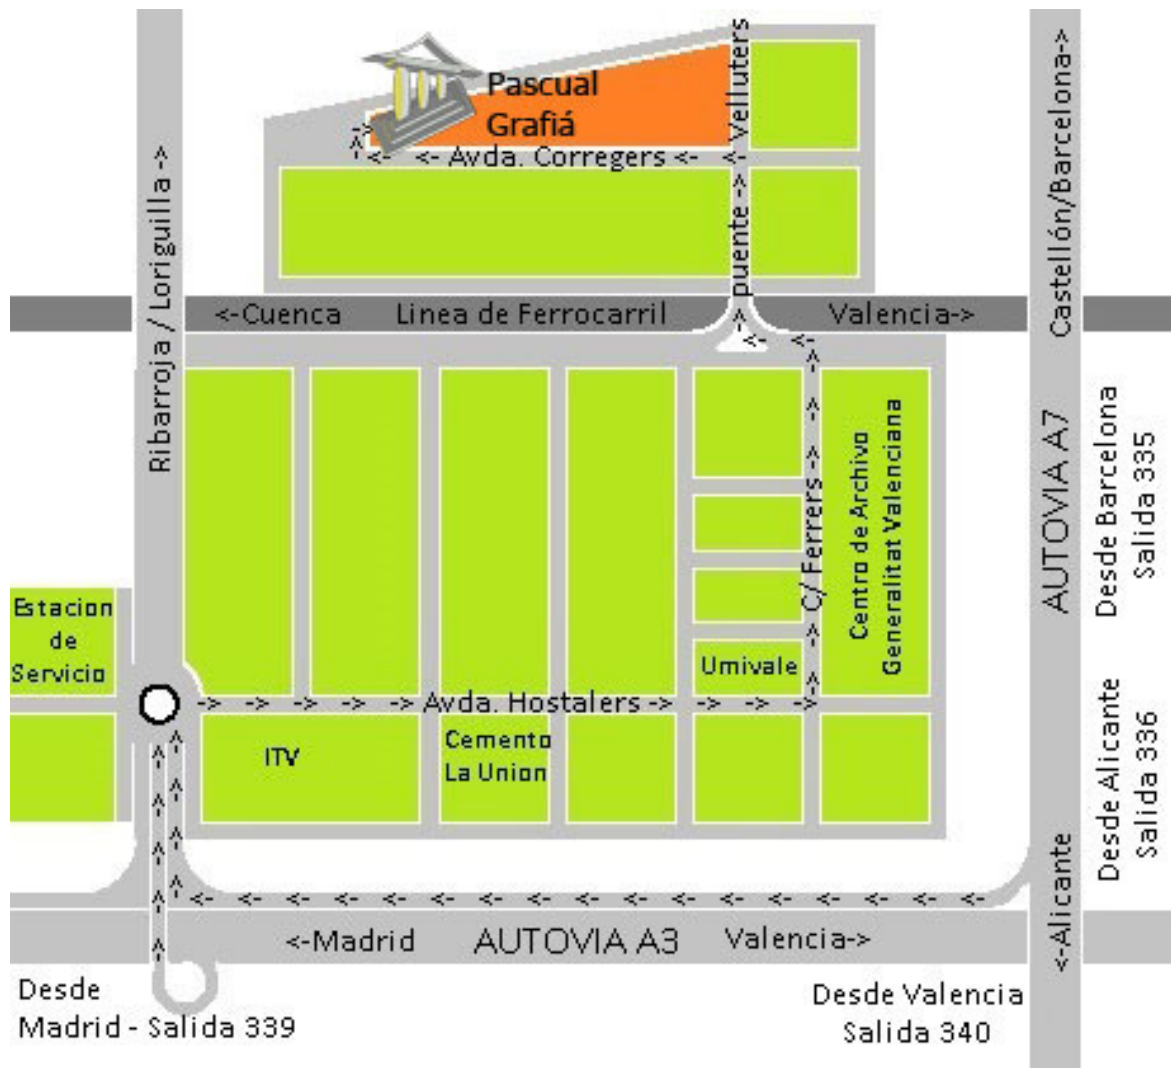 Pascual
Grafiá
<- <- Avda. Corregers <- <-
Velluters
puente ->
Castellón/Barcelona->
Ribarroja / Loriguilla ->
<-Cuenca Linea de Ferrocarril Valencia->
AUTOVIA A7
Desde Barcelona
Salida 335
C/ Ferrers ->
Centro de Archivo
Generalitat Valenciana
Estacion
de
Servicio
Umivale
-> -> -> -> -> Avda. Hostalers -> -> -> ->
ITV
Cemento
La Union
Desde Alicante
Salida 336
<-Alicante
<-Madrid AUTOVIA A3 Valencia->
Desde
Madrid - Salida 339
Desde Valencia
Salida 340